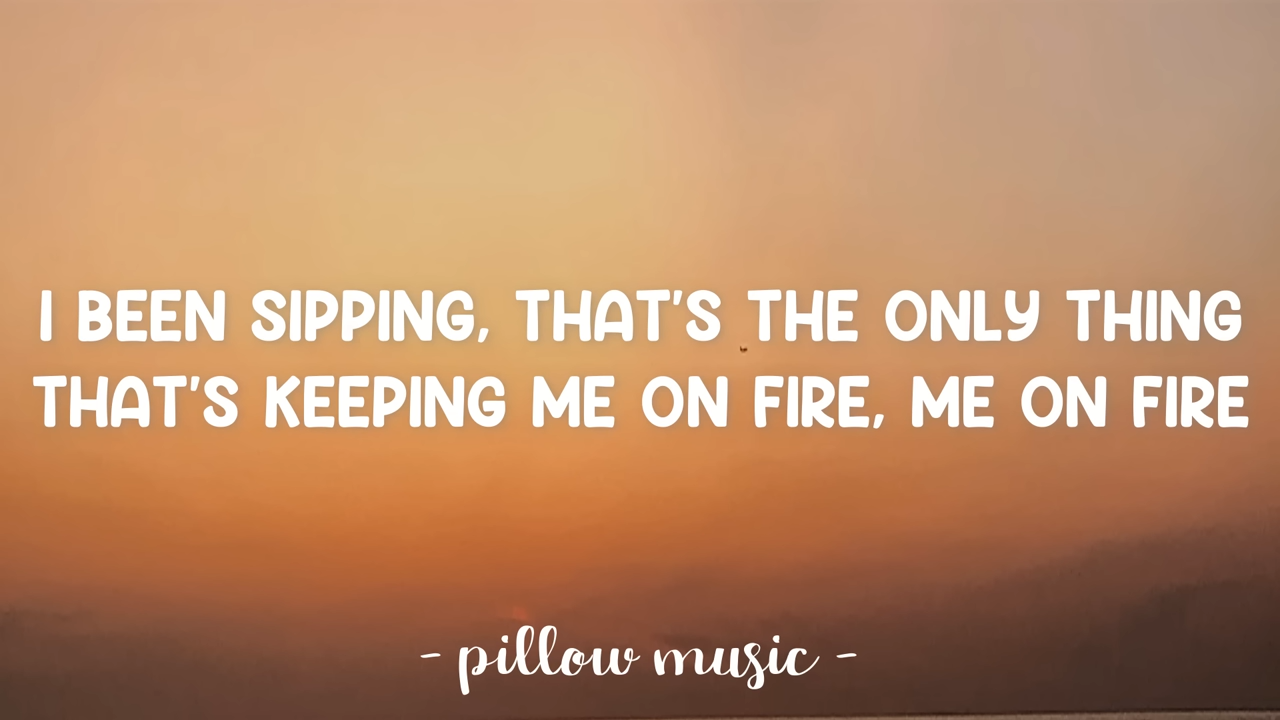 I BEEN SIPPING, THAT'S THE ONLY THING
THAT'S KEEPING ME ON FIRE, ME ON FIRE
- pillow music -